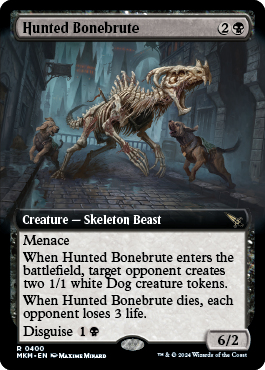 Hunted Bonebrute 2
Creature — Skeleton Beast
Menace
When Hunted Bonebrute enters the
battlefield, target opponent creates
two 1/1 white Dog creature tokens.
When Hunted Bonebrute dies, each
opponent loses 3 life.
Disguise 1
6/2
R 0400
MKM • EN Maxime Minard
™ & © 2024 Wizards of the Coast